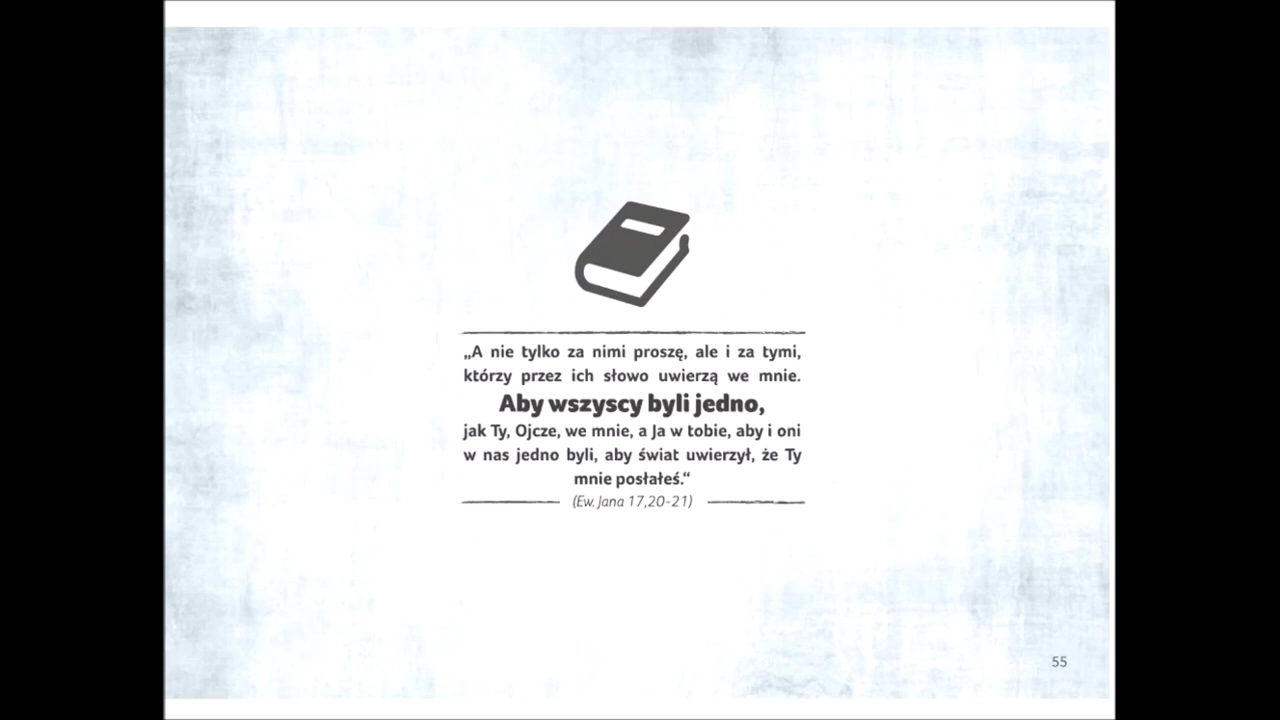 „A nie tylko za nimi proszę, ale i za tymi,
którzy przez ich słowo uwierzą we mnie.
Aby wszyscy byli jedno,
jak Ty, Ojcze, we mnie, a Ja w tobie, aby i oni
w nas jedno byli, aby świat uwierzył, że Ty
mnie posłałeś.“
(Ew. Jana 17,20-21)
55